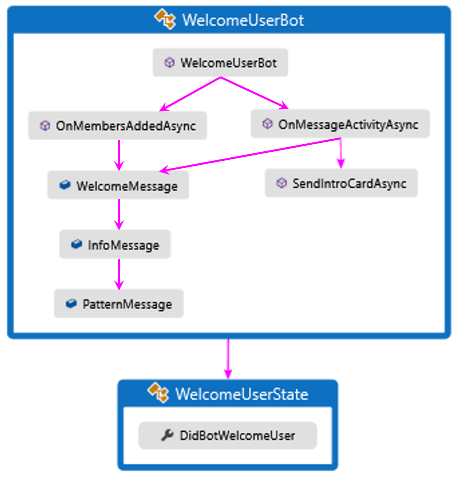 WelcomeUserBot
WelcomeUserBot
OnMembersAddedAsync
OnMessageActivityAsync
WelcomeMessage
SendIntroCardAsync
InfoMessage
PatternMessage
WelcomeUserState
DidBotWelcomeUser